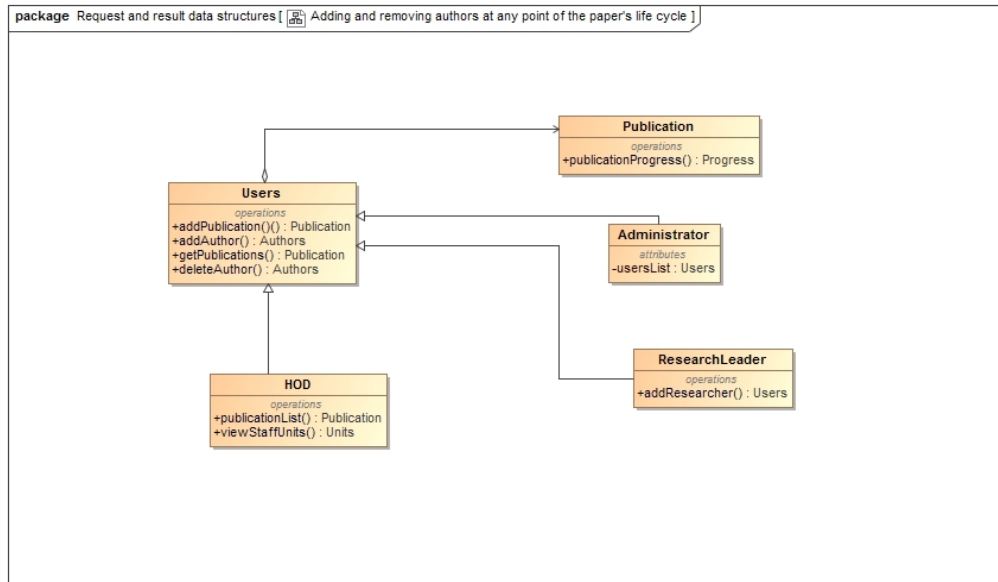 package Request and result data structures [ Adding and removing authors at any point of the paper's life cycle ]
Publication
operations
+publicationProgress() : Progress
Users
operations
+addPublication()() : Publication
+addAuthor() : Authors
+getPublications() : Publication
+deleteAuthor() : Authors
Administrator
attributes
-usersList : Users
ResearchLeader
operations
+addResearcher() : Users
HOD
operations
+publicationList() : Publication
+viewStaffUnits() : Units